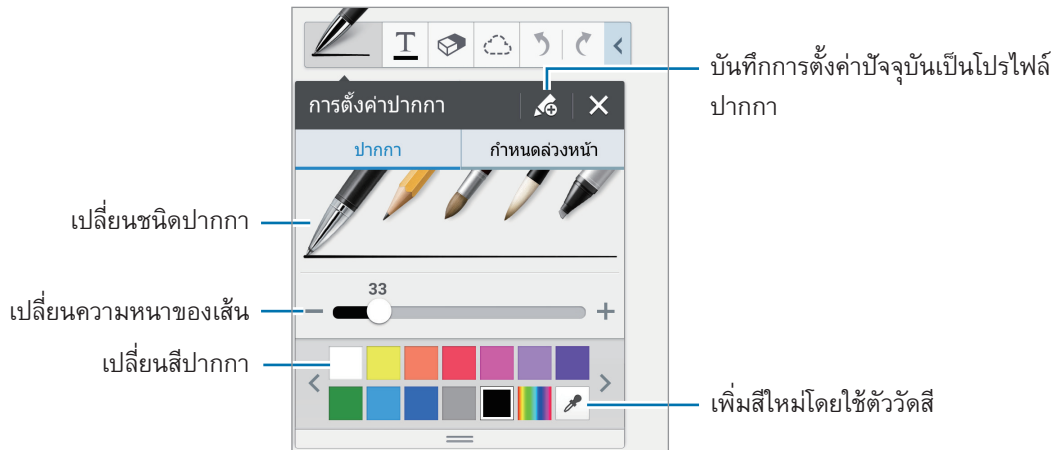 T
บันทึกการตั้งค่าปัจจุบันเป็นโปรไฟล์
ปากกา
การตั้งค่าปากกา
ปากกา
กำหนดล่วงหน้า
เปลี่ยนชนิดปากกา
33
เปลี่ยนความหนาของเส้น
เปลี่ยนสีปากกา
เพิ่มสีใหม่โดยใช้ตัววัดสี